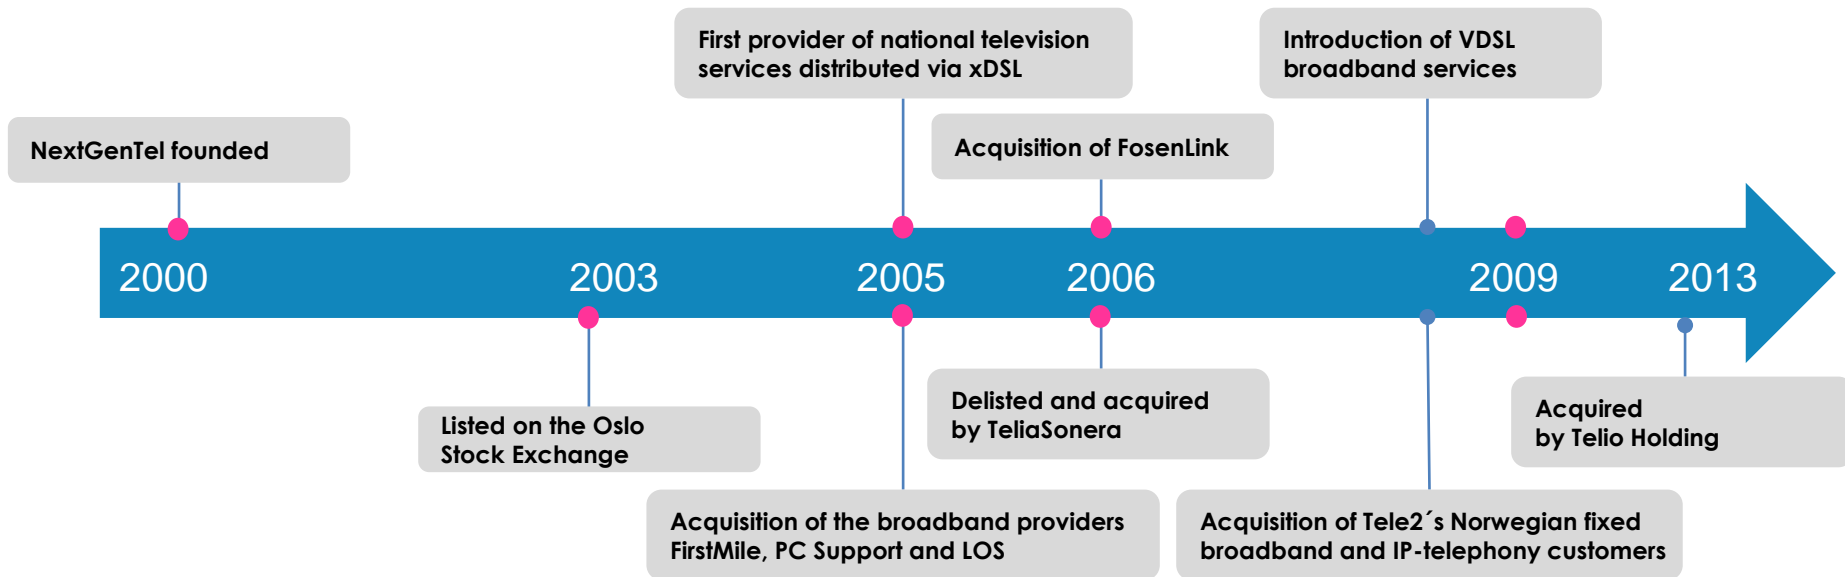 First provider of national television
services distributed via xDSL
Introduction of VDSL
broadband services
NextGenTel founded
Acquisition of FosenLink
2000
2003
2005
2006
2009
2013
Listed on the Oslo
Stock Exchange
Delisted and acquired
by TeliaSonera
Acquired
by Telio Holding
Acquisition of the broadband providers
FirstMile, PC Support and LOS
Acquisition of Tele2´s Norwegian fixed
broadband and IP-telephony customers